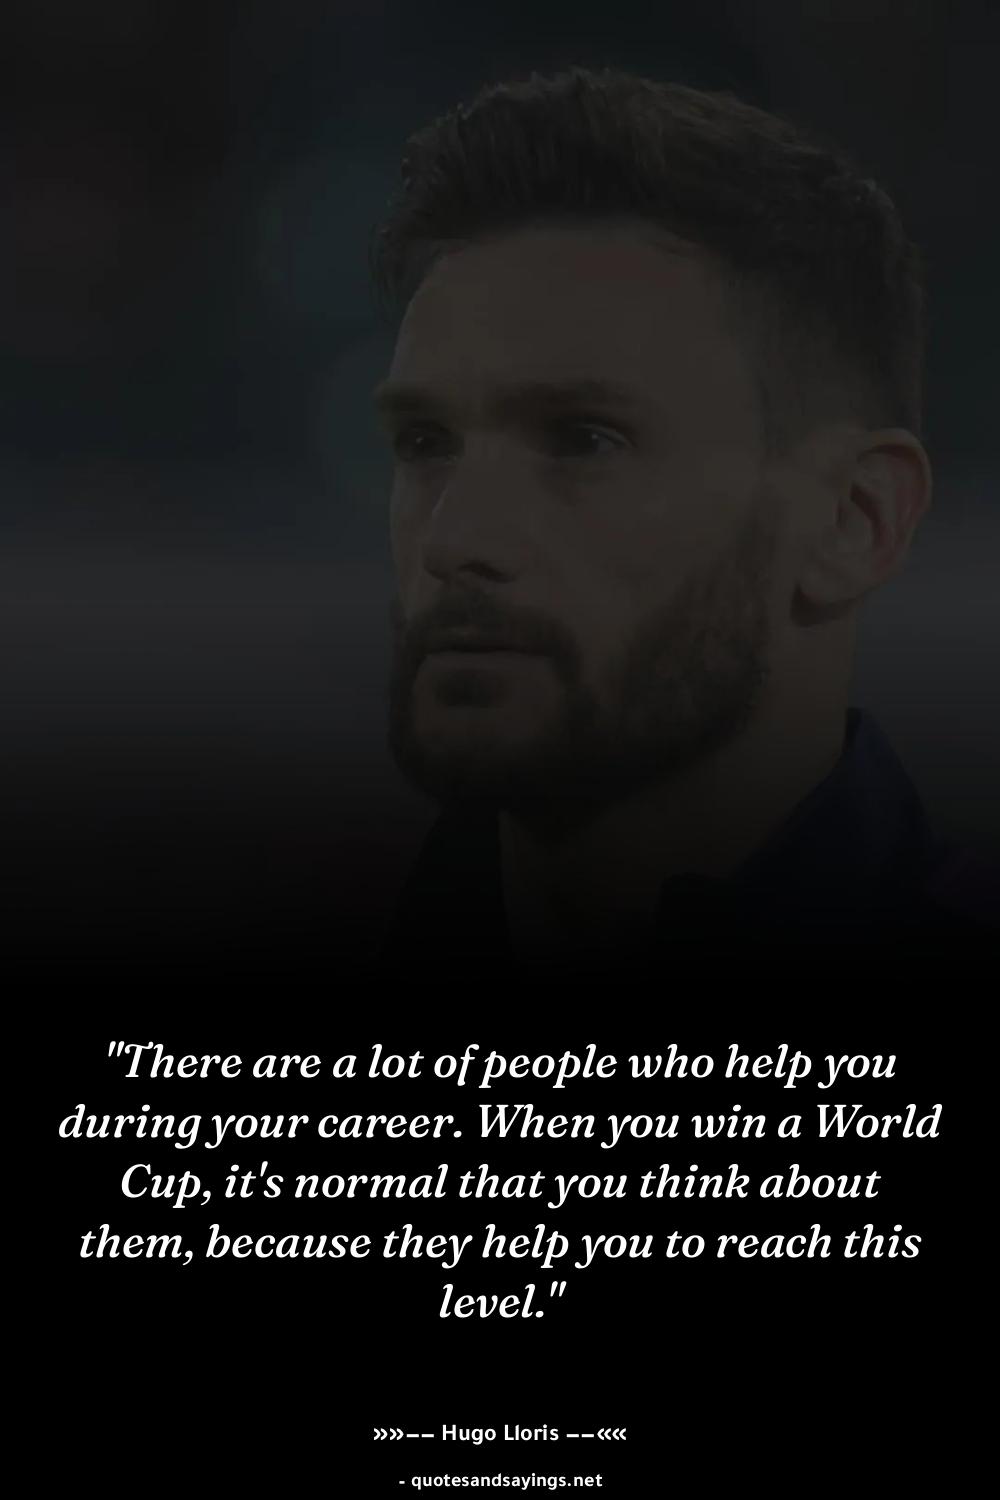 "There are a lot of people who help you
during your career. When you win a World
Cup, it's normal that you think about
them, because they help you to reach this
level."
»»−− Hugo Lloris −−««
- quotesandsayings.net